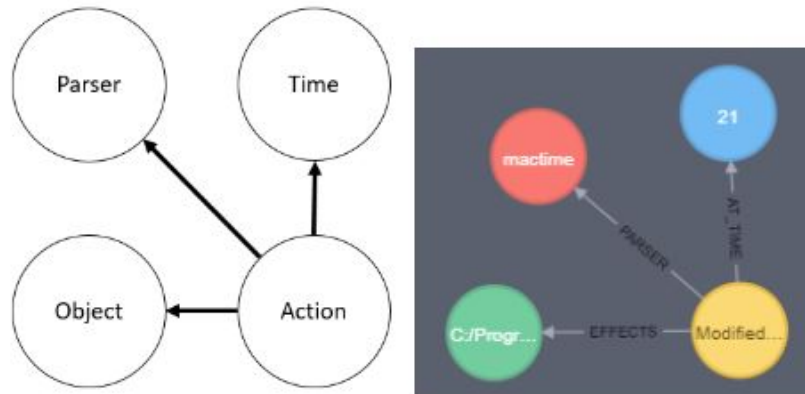 Parser
Time
Object
Action
mactime
21
PARSER
AT_TIME
C:/Progr...
EFFECTS
Modified...